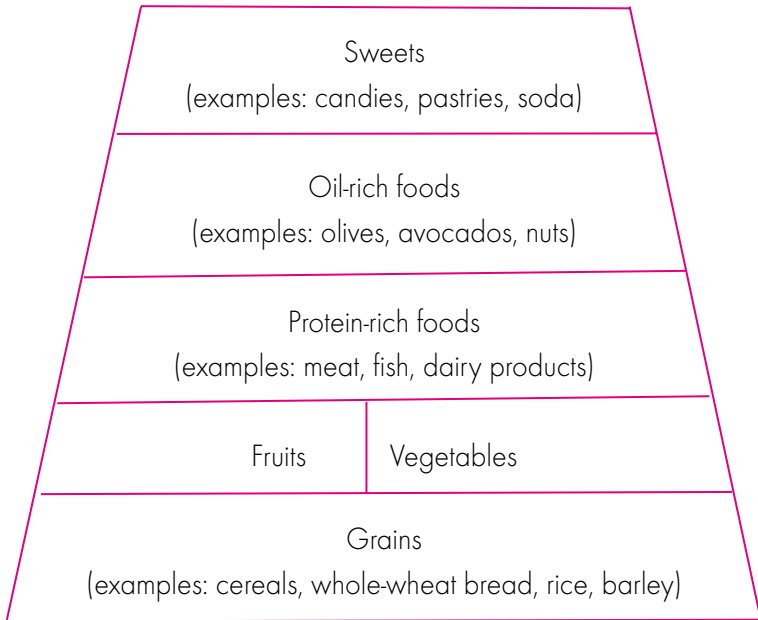 Sweets
(examples: candies, pastries, soda)
Oil-rich foods
(examples: olives, avocados, nuts)
Protein-rich foods
(examples: meat, fish, dairy products)
Fruits
Vegetables
Grains
(examples: cereals, whole-wheat bread, rice, barley)